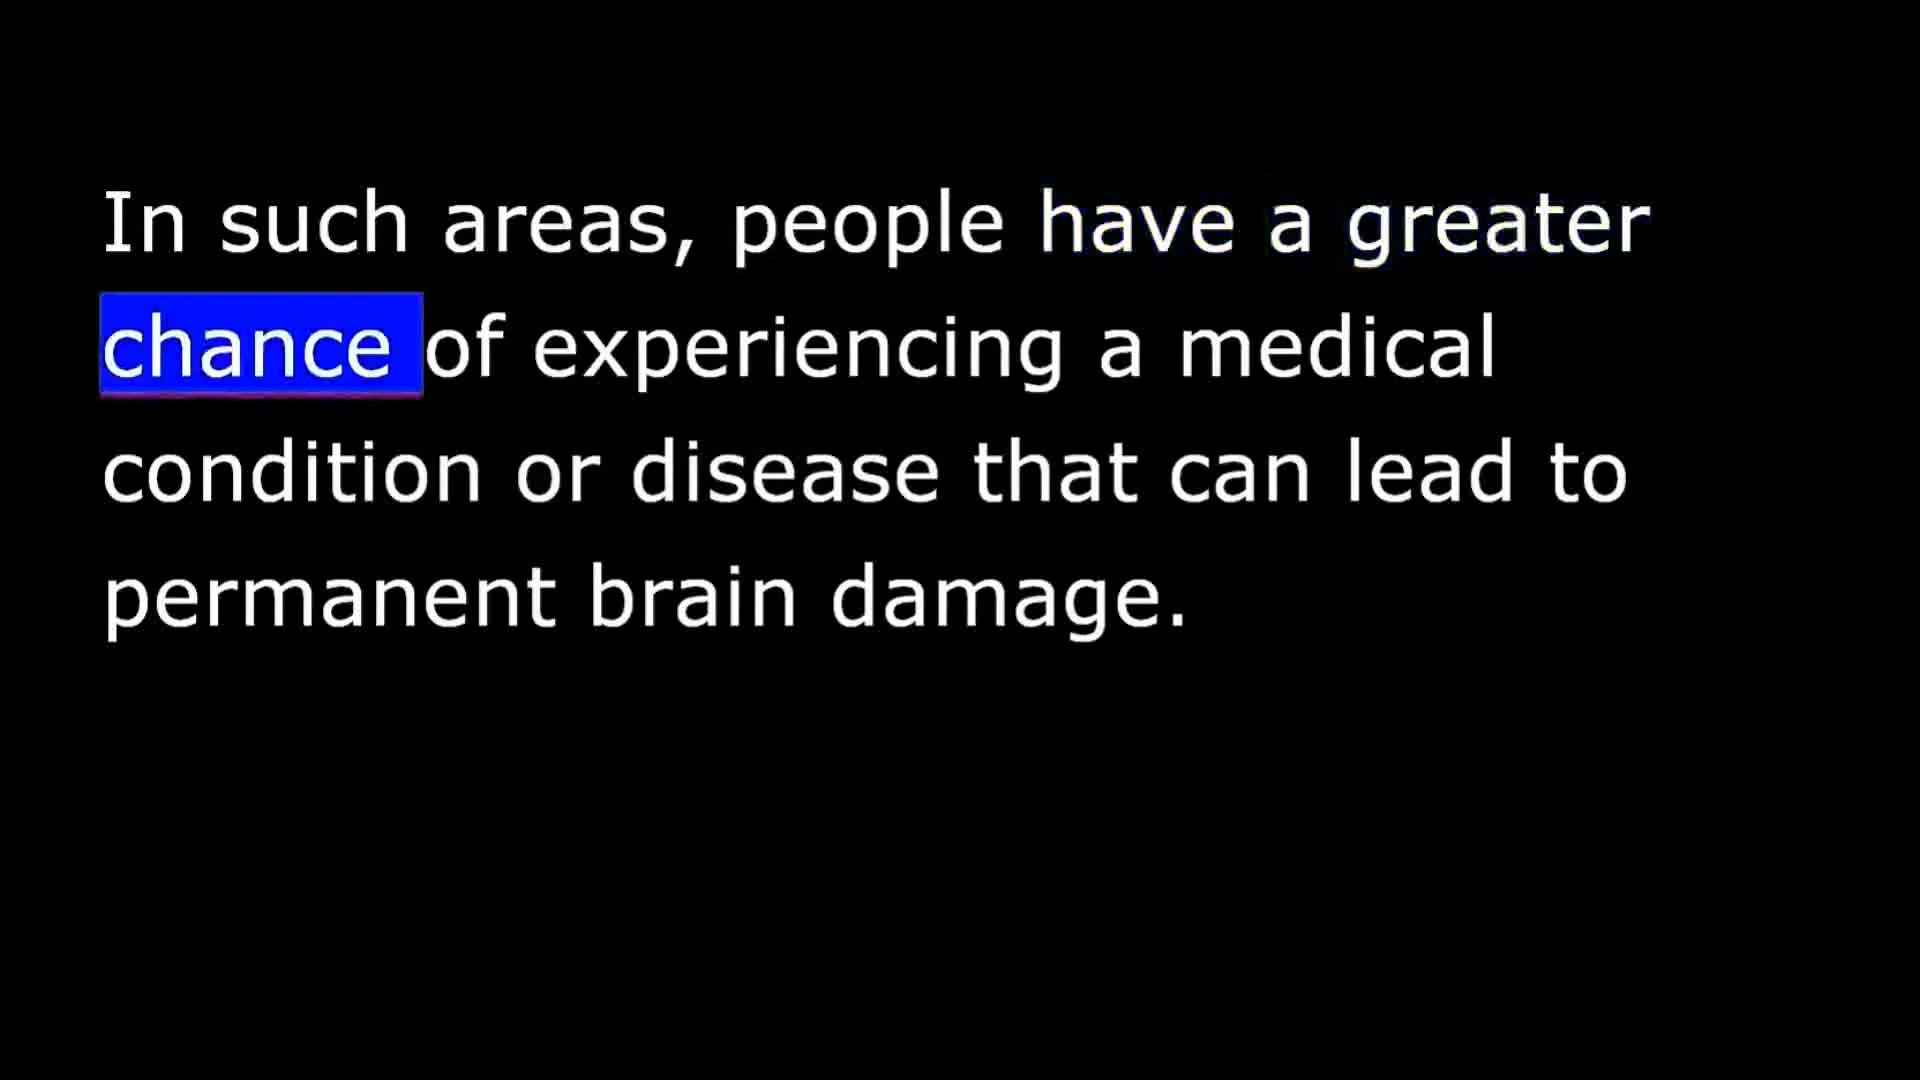 In such areas, people have a greater
chance of experiencing a medical
condition or disease that can lead to
permanent brain damage.